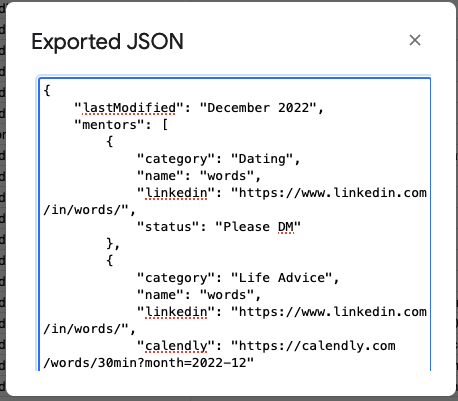 Exported JSON
{
"lastModified": "December 2022",
"mentors": [
{
"category": "Dating",
"name": "words",
"linkedin": "https://www.linkedin.com
/in/words/",
"status": "Please DM"
},
{
"category": "Life Advice",
"name": "words",
"linkedin": "https://www.linkedin.com
/in/words/",
"calendly": "https://calendly.com
/words/30min?month=2022-12"